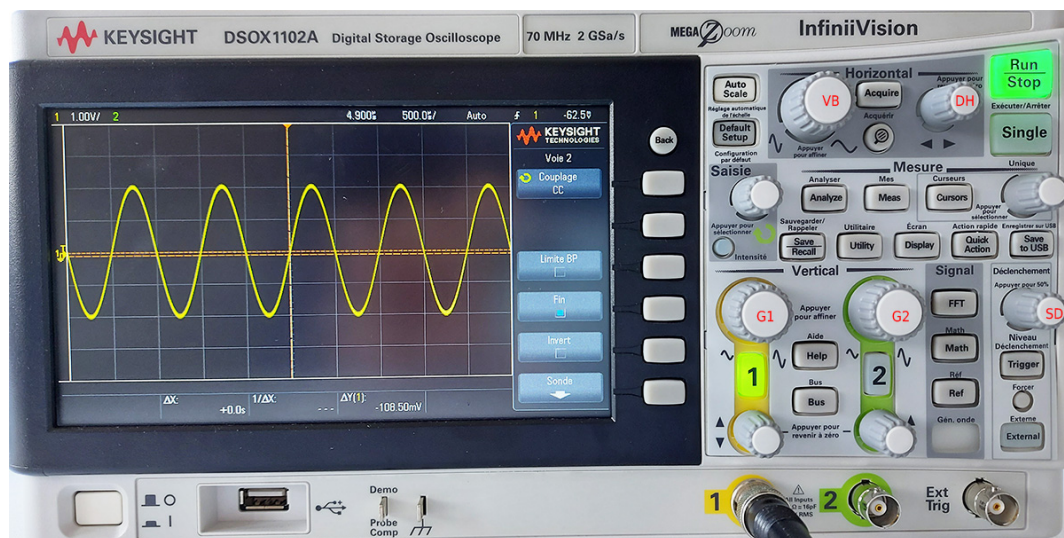 KEYSIGHT DSOX1102A Digital Storage Oscilloscope 70 MHz 2 GSa/s MEGA Zoom InfiniiVision
1 1.00V/ 2 4.900s 500.0s/ Auto 1 -62.5
KEYSIGHT
TECHNOLOGIES
Voie 2
Couplage
CC
Limite BP
Fin
Invert
Sonde
ΔX:
+0.0s
1/ΔX:
---
ΔY(1):
-108.50mV
Back
Auto
Scale
Réglage automatique
de l'échelle
Default
Setup
Configuration
par défaut
Horizontal
VB
Appuyer
pour affiner
Acquire
Acquérir
Appuyer pour
DH
Run
Stop
Exécuter/Arrêter
Single
Unique
Saisie
Appuyer pour
sélectionner
Intensité
Mesure
Analyser
Analyze
Mes
Meas
Curseurs
Cursors
Appuyer
pour
sélectionner
Sauvegarder/
Rappeler
Save
Recall
Utilitaire
Utility
Écran
Display
Action rapide
Quick
Action
Enregistrer sur USB
Save
to USB
Vertical
G1
Appuyer
pour affiner
G2
Aide
Help
1
2
Bus
Bus
Appuyer pour
revenir à zéro
Signal
FFT
Math
Math
Réf
Ref
Gén. onde
Déclenchement
Appuyer pour 50%
SD
Niveau
Déclenchement
Trigger
Forcer
Externe
External
Demo
Probe
Comp
1
Inputs
= 16pF
RMS
2
Ext
Trig